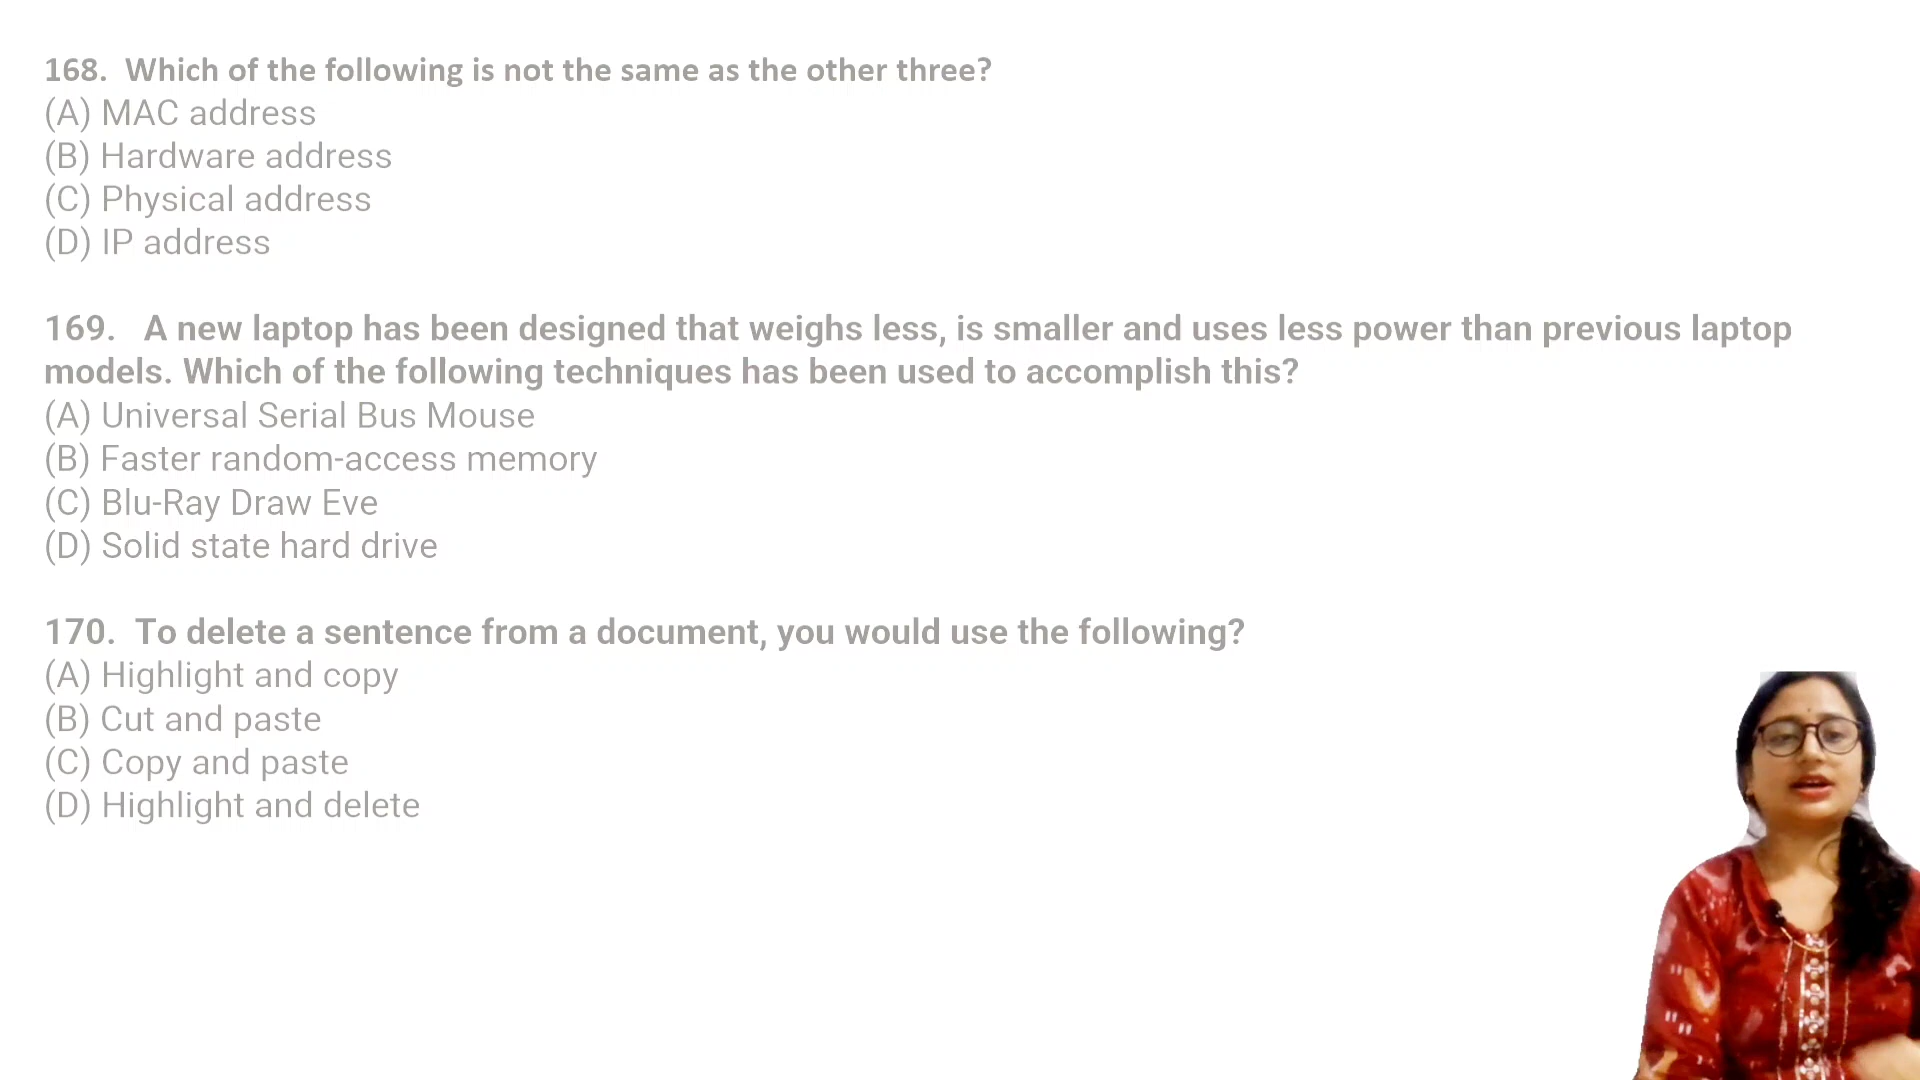 168. Which of the following is not the same as the other three?
(A) MAC address
(B) Hardware address
(C) Physical address
(D) IP address
169. A new laptop has been designed that weighs less, is smaller and uses less power than previous laptop
models. Which of the following techniques has been used to accomplish this?
(A) Universal Serial Bus Mouse
(B) Faster random-access memory
(C) Blu-Ray Draw Eve
(D) Solid state hard drive
170. To delete a sentence from a document, you would use the following?
(A) Highlight and copy
(B) Cut and paste
(C) Copy and paste
(D) Highlight and delete